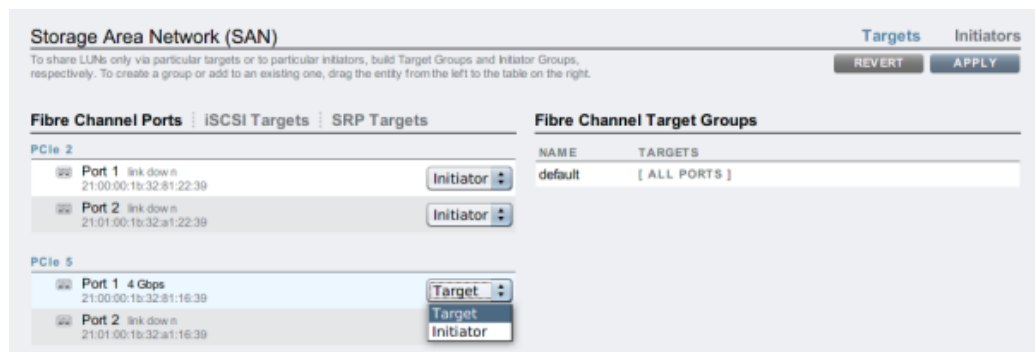 Storage Area Network (SAN)
Targets Initiators
To share LUNs only via particular targets or to particular initiators, build Target Groups and Initiator Groups,
respectively. To create a group or add to an existing one, drag the entity from the left to the table on the right.
REVERT APPLY
Fibre Channel Ports iSCSI Targets SRP Targets
PCIe 2
Port 1 link down
21:00:00:1b:32:81:22:39
Initiator
Port 2 link down
21:01:00:1b:32:a1:22:39
Initiator
PCIe 5
Port 1 4 Gbps
21:00:00:1b:32:81:16:39
Target
Target
Initiator
Port 2 link down
21:01:00:1b:32:a1:16:39
Fibre Channel Target Groups
NAME TARGETS
default [ ALL PORTS ]